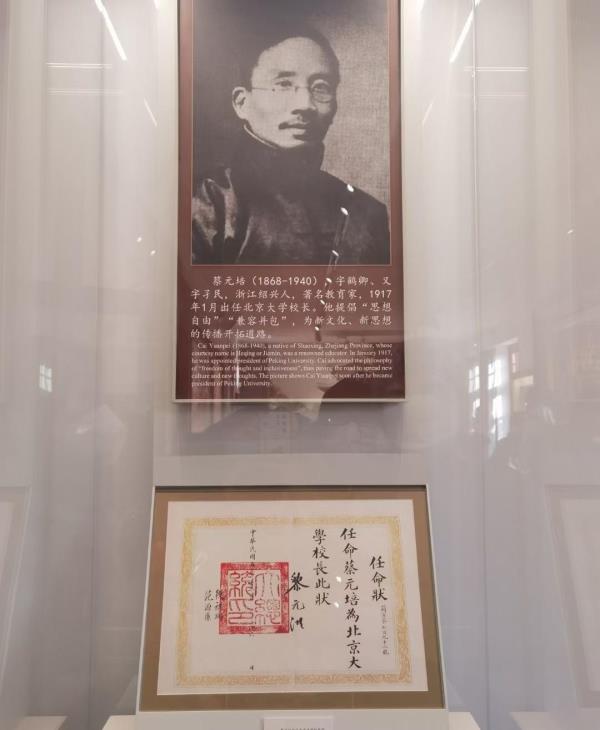 蔡元培（1868-1940），字鹤卿、又
字孑民，浙江绍兴人，著名教育家，1917
年1月出任北京大学校长。他提倡“思想
自由”“兼容并包”，为新文化、新思想
的传播开拓道路。
Cai Yuanpei (1868-1940), a native of Shaoxing, Zhejiang Province, whose
courtesy name is Heqing or Jiemin, was a renowned educator. In January 1917,
he was appointed president of Peking University. Cai advocated the philosophy
of "freedom of thought and inclusiveness", thus paving the road to spread new
culture and new thoughts. The picture shows Cai Yuanpei soon after he became
president of Peking University.
任命狀
任命蔡元培為北京大
學校長此狀
黎元洪
大總統印
中華民國
范源廉